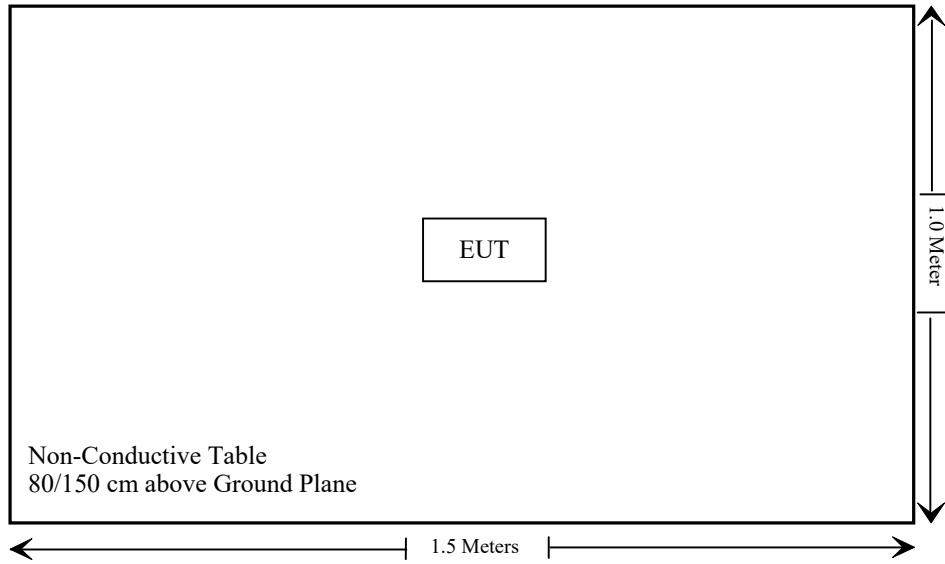 EUT
1.0 Meter
Non-Conductive Table
80/150 cm above Ground Plane
1.5 Meters